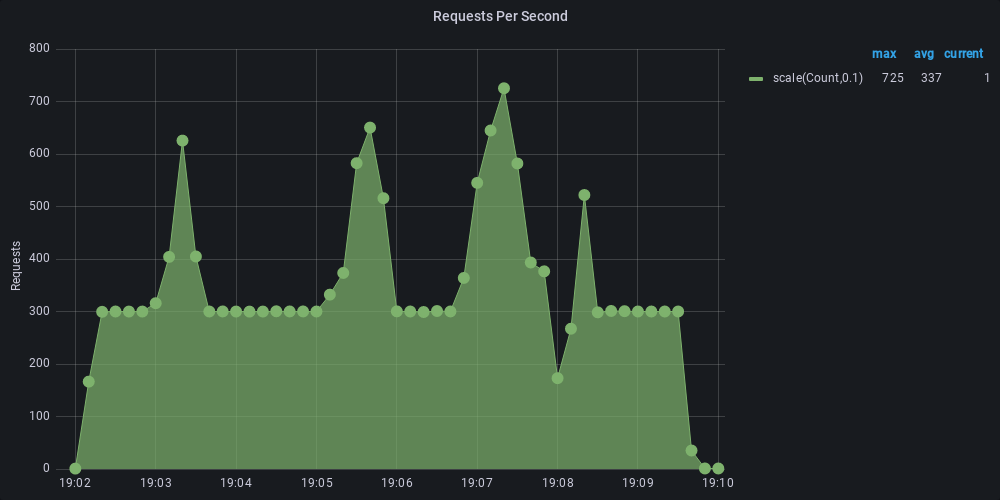 Requests Per Second
max avg current
scale(Count,0.1) 725 337 1
Requests
800
700
600
500
400
300
200
100
0
19:02 19:03 19:04 19:05 19:06 19:07 19:08 19:09 19:10